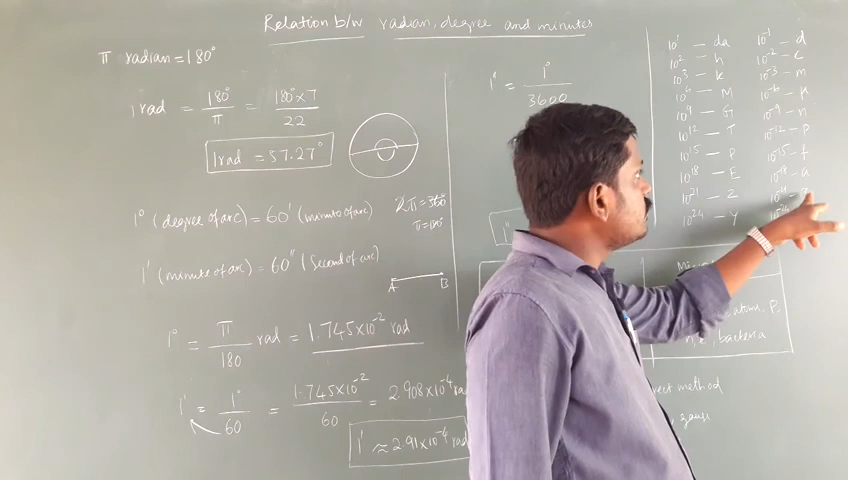 Relation b/w radian, degree and minutes
π radian = 180°
1 rad = 180°/π = 180° × 7/22
1 rad = 57.27°
1° (degree of arc) = 60' (minute of arc)
2π = 360°
π = 180°
1' (minute of arc) = 60" (second of arc)
A B
1° = π/180 rad = 1.745 × 10⁻² rad
1' = 1°/60 = 1.745 × 10⁻²/60 = 2.908 × 10⁻⁴ rad
1' ≈ 2.91 × 10⁻⁴ rad
1" = 1°/3600
1"
10¹ — da
10² — h
10³ — k
10⁶ — M
10⁹ — G
10¹² — T
10¹⁵ — P
10¹⁸ — E
10²¹ — Z
10²⁴ — Y
10⁻¹ — d
10⁻² — c
10⁻³ — m
10⁻⁶ — μ
10⁻⁹ — n
10⁻¹² — p
10⁻¹⁵ — f
10⁻¹⁸ — a
10⁻²¹ — z
10⁻²⁴
atoms, P,
n, e, bacteria
method